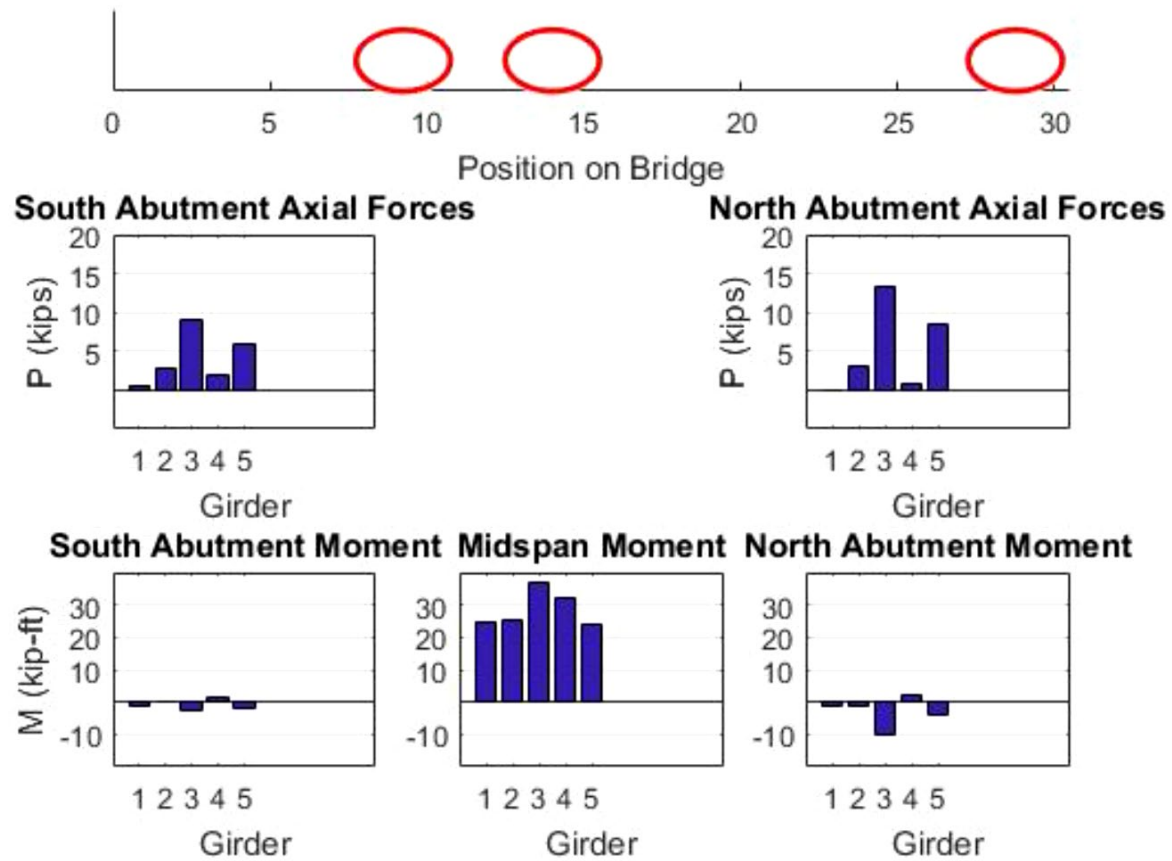 0 5 10 15 20 25 30
Position on Bridge
South Abutment Axial Forces
20
15
10
5
P (kips)
1 2 3 4 5
Girder
North Abutment Axial Forces
20
15
10
5
P (kips)
1 2 3 4 5
Girder
South Abutment Moment
30
20
10
-10
M (kip-ft)
1 2 3 4 5
Girder
Midspan Moment
30
20
10
-10
1 2 3 4 5
Girder
North Abutment Moment
30
20
10
-10
1 2 3 4 5
Girder